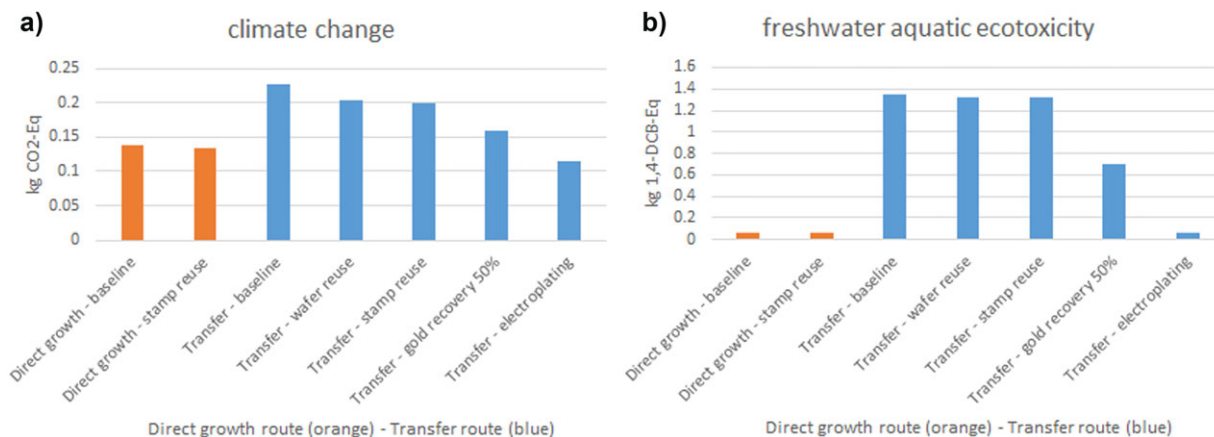 a)
climate change
kg CO2-Eq
0.25
0.2
0.15
0.1
0.05
0
Direct growth - baseline
Direct growth - stamp reuse
Transfer - baseline
Transfer - wafer reuse
Transfer - stamp reuse
Transfer - gold recovery 50%
Transfer - electroplating
Direct growth route (orange) - Transfer route (blue)
b)
freshwater aquatic ecotoxicity
kg 1,4-DCB-Eq
1.6
1.4
1.2
1
0.8
0.6
0.4
0.2
0
Direct growth - baseline
Direct growth - stamp reuse
Transfer - baseline
Transfer - wafer reuse
Transfer - stamp reuse
Transfer - gold recovery 50%
Transfer - electroplating
Direct growth route (orange) - Transfer route (blue)